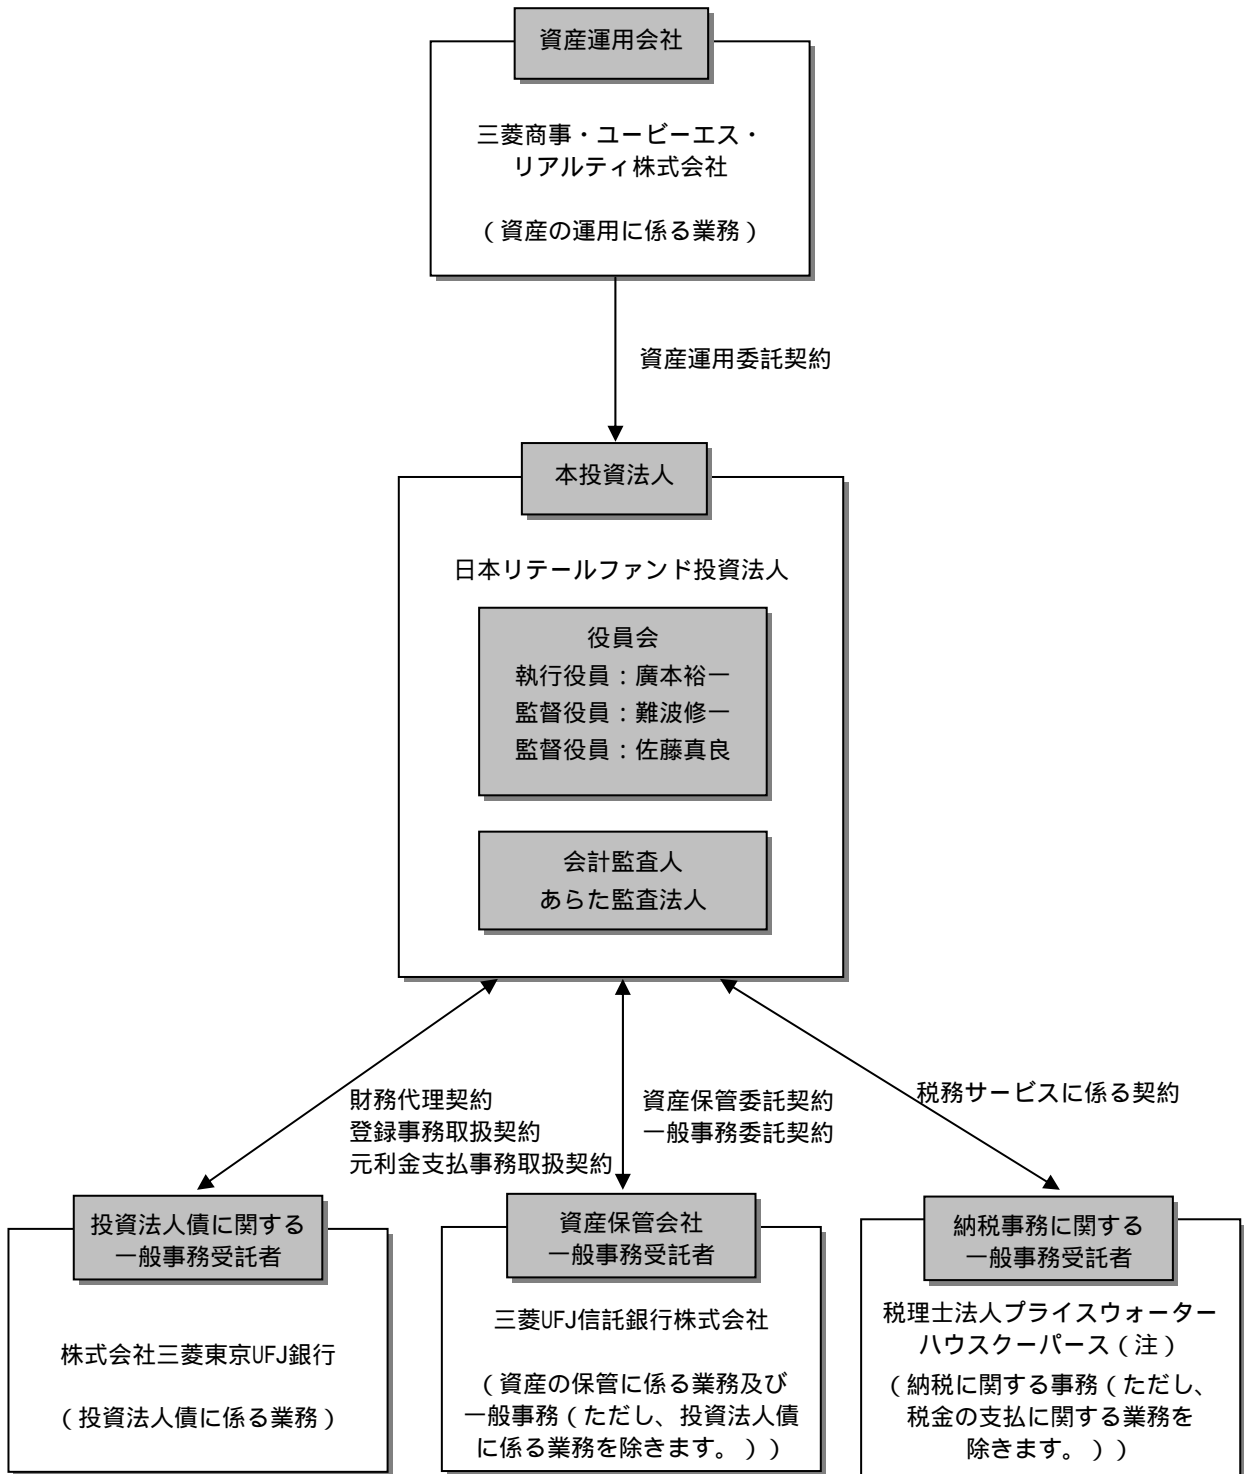 資産運用会社
三菱商事・ユービーエス・
リアルティ株式会社
(資産の運用に係る業務)
資産運用委託契約
本投資法人
日本リテールファンド投資法人
役員会
執行役員:廣本裕一
監督役員:難波修一
監督役員:佐藤真良
会計監査人
あらた監査法人
財務代理契約
登録事務取扱契約
元利金支払事務取扱契約
資産保管委託契約
一般事務委託契約
税務サービスに係る契約
投資法人債に関する
一般事務受託者
株式会社三菱東京UFJ銀行
(投資法人債に係る業務)
資産保管会社
一般事務受託者
三菱UFJ信託銀行株式会社
(資産の保管に係る業務及び
一般事務(ただし、投資法人債
に係る業務を除きます。))
納税事務に関する
一般事務受託者
税理士法人プライスウォーター
ハウスクーパース(注)
(納税に関する事務(ただし、
税金の支払に関する業務を
除きます。))